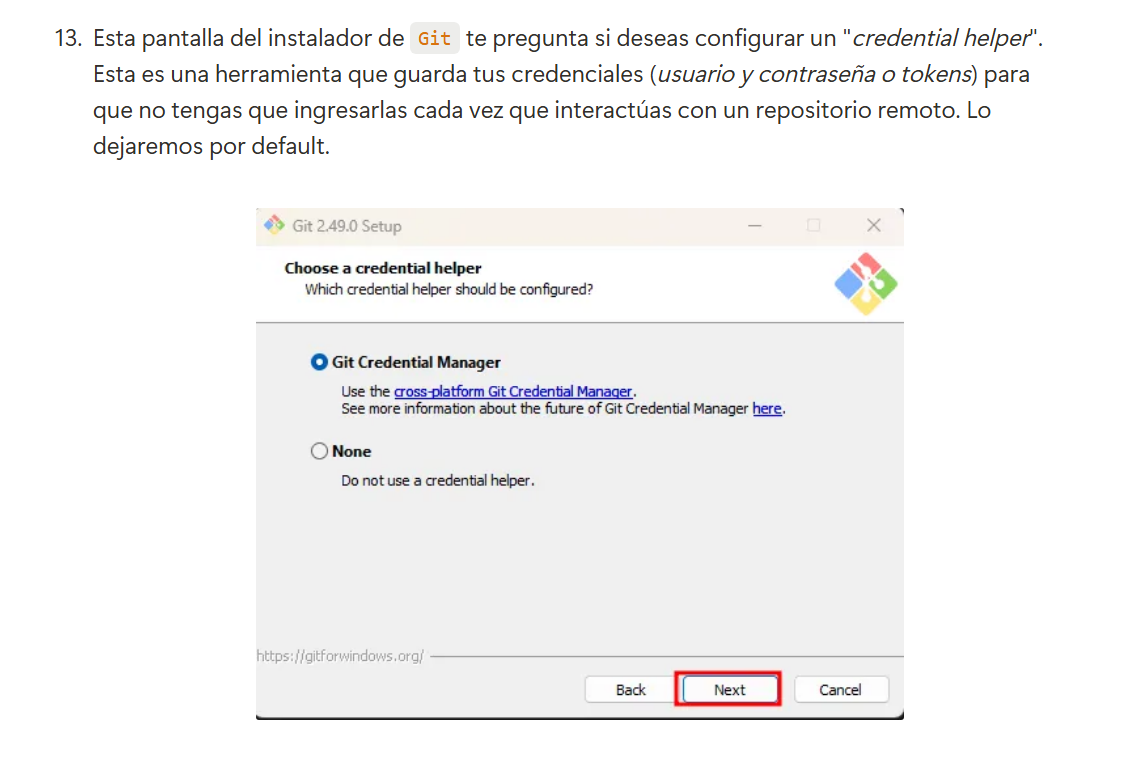 13. Esta pantalla del instalador de Git te pregunta si deseas configurar un "credential helper".
Esta es una herramienta que guarda tus credenciales (usuario y contraseña o tokens) para
que no tengas que ingresarlas cada vez que interactúas con un repositorio remoto. Lo
dejaremos por default.
Git 2.49.0 Setup
Choose a credential helper
Which credential helper should be configured?
Git Credential Manager
Use the cross-platform Git Credential Manager.
See more information about the future of Git Credential Manager here.
None
Do not use a credential helper.
https://gitforwindows.org/
Back Next Cancel